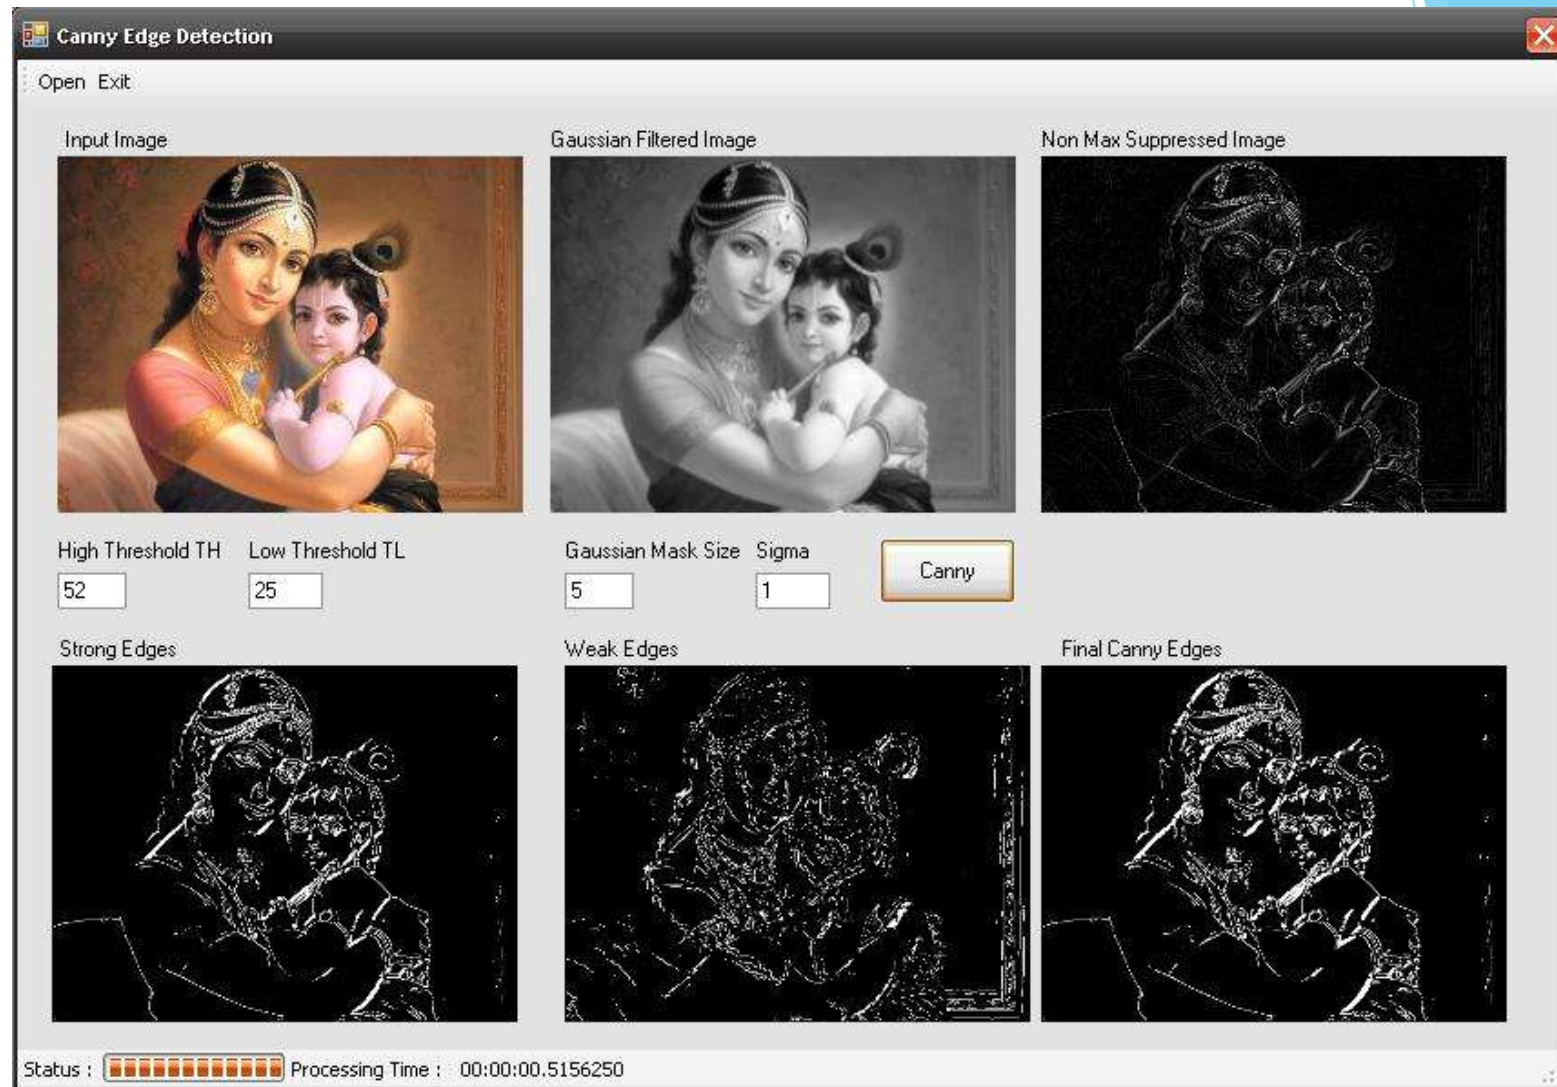 Canny Edge Detection
Open Exit
Input Image
Gaussian Filtered Image
Non Max Suppressed Image
High Threshold TH
Low Threshold TL
Gaussian Mask Size
Sigma
52
25
5
1
Canny
Strong Edges
Weak Edges
Final Canny Edges
Status :
Processing Time : 00:00:00.5156250